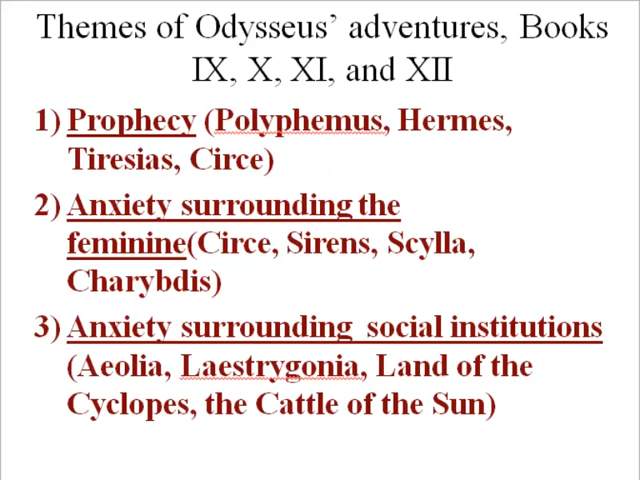 Themes of Odysseus’ adventures, Books
IX, X, XI, and XII
1) Prophecy (Polyphemus, Hermes,
Tiresias, Circe)
2) Anxiety surrounding the
feminine(Circe, Sirens, Scylla,
Charybdis)
3) Anxiety surrounding  social institutions
(Aeolia, Laestrygonia, Land of the
Cyclopes, the Cattle of the Sun)